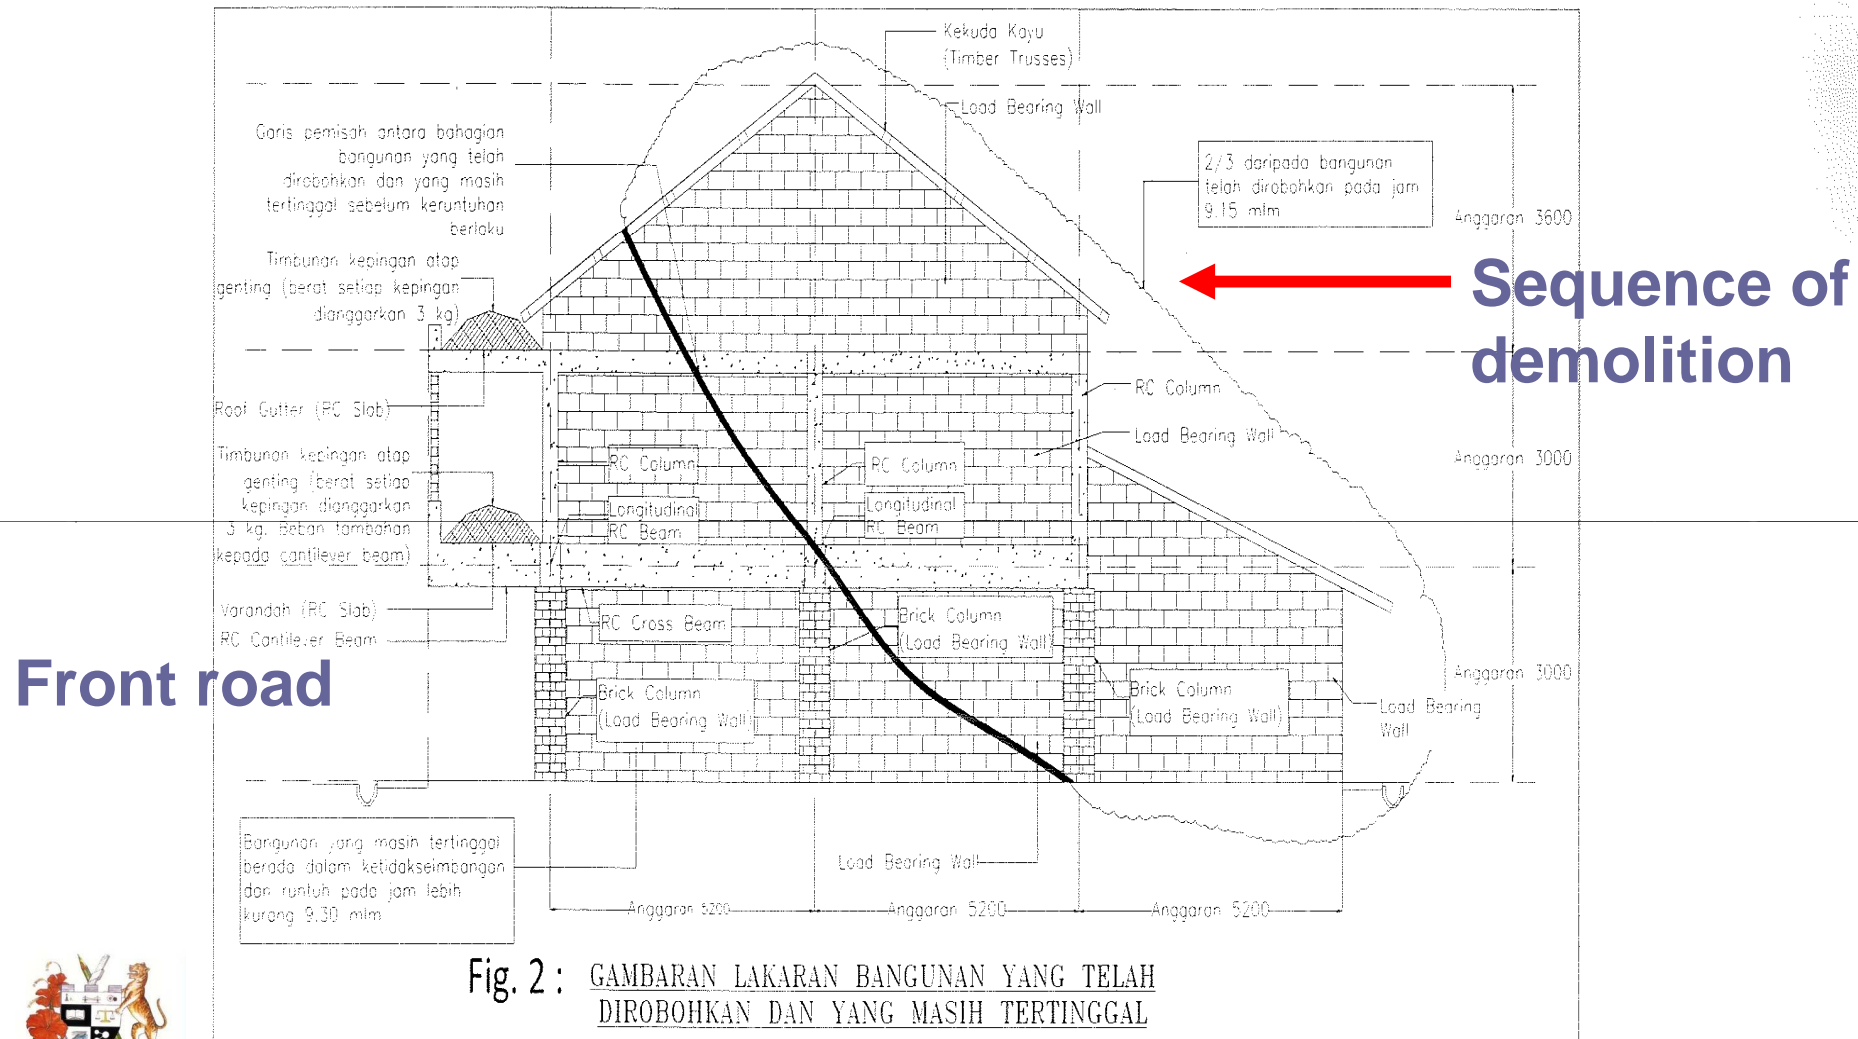 Kekuda Kayu
(Timber Trusses)
Load Bearing Wall
Garis pemisah antara bahagian
bangunan yang telah
dirobohkan dan yang masih
tertinggal sebelum keruntuhan
berlaku
2/3 daripada bangunan
telah dirobohkan pada jam
9.15 mlm
Anggaran 3600
Timbunan kepingan atap
genting (berat setiap kepingan
dianggarkan 3 kg)
Sequence of
demolition
RC Column
Roof Gutter (RC Slab)
Load Bearing Wall
Timbunan kepingan atap
genting (berat setiap
kepingan dianggarkan
3 kg. Beban tambahan
kepada cantilever beam)
RC Column
RC Column
Anggaran 3000
Longitudinal
RC Beam
Longitudinal
RC Beam
Varandah (RC Slab)
RC Cantilever Beam
RC Cross Beam
Brick Column
(Load Bearing Wall)
Front road
Brick Column
(Load Bearing Wall)
Brick Column
(Load Bearing Wall)
Anggaran 3000
Load Bearing
Wall
Bangunan yang masih tertinggal
berada dalam ketidakseimbangan
dan runtuh pada jam lebih
kurang 9.30 mlm
Load Bearing Wall
Anggaran 5200
Anggaran 5200
Anggaran 5200
Fig. 2 : GAMBARAN LAKARAN BANGUNAN YANG TELAH
DIROBOHKAN DAN YANG MASIH TERTINGGAL